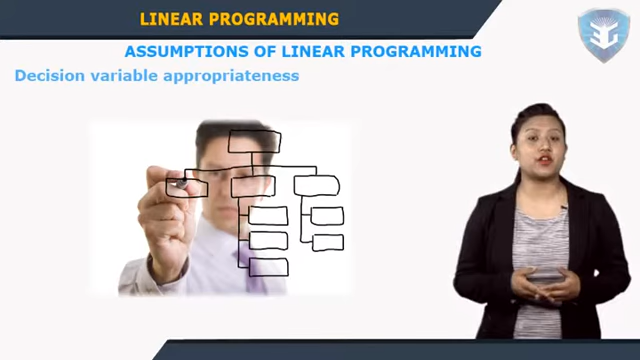 LINEAR PROGRAMMING
ASSUMPTIONS OF LINEAR PROGRAMMING
Decision variable appropriateness